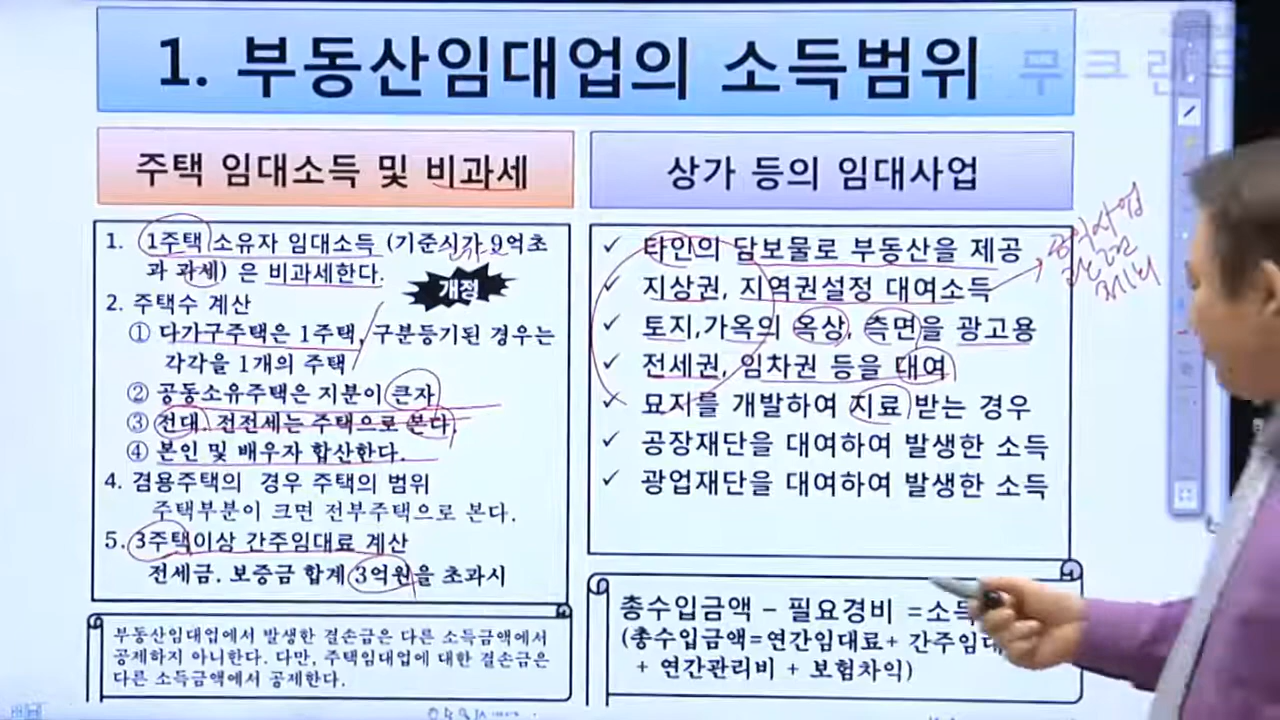 1. 부동산임대업의 소득범위
무크랜드
주택 임대소득 및 비과세
1. 1주택 소유자 임대소득 (기준시가 9억초
과 과세) 은 비과세한다.
개정
2. 주택수 계산
① 다가구주택은 1주택, 구분등기된 경우는
각각을 1개의 주택
② 공동소유주택은 지분이 큰자
③ 전대. 전전세는 주택으로 본다.
④ 본인 및 배우자 합산한다.
4. 겸용주택의 경우 주택의 범위
주택부분이 크면 전부주택으로 본다.
5. 3주택이상 간주임대료 계산
전세금. 보증금 합계 3억원을 초과시
부동산임대업에서 발생한 결손금은 다른 소득금액에서
공제하지 아니한다. 다만, 주택임대업에 대한 결손금은
다른 소득금액에서 공제한다.
상가 등의 임대사업
✓ 타인의 담보물로 부동산을 제공
✓ 지상권, 지역권설정 대여소득
✓ 토지,가옥의 옥상, 측면을 광고용
✓ 전세권, 임차권 등을 대여
✓ 묘지를 개발하여 지료 받는 경우
✓ 공장재단을 대여하여 발생한 소득
✓ 광업재단을 대여하여 발생한 소득
공익사업
총수입금액 – 필요경비 =소득
(총수입금액=연간임대료+ 간주임대
+ 연간관리비 + 보험차익)